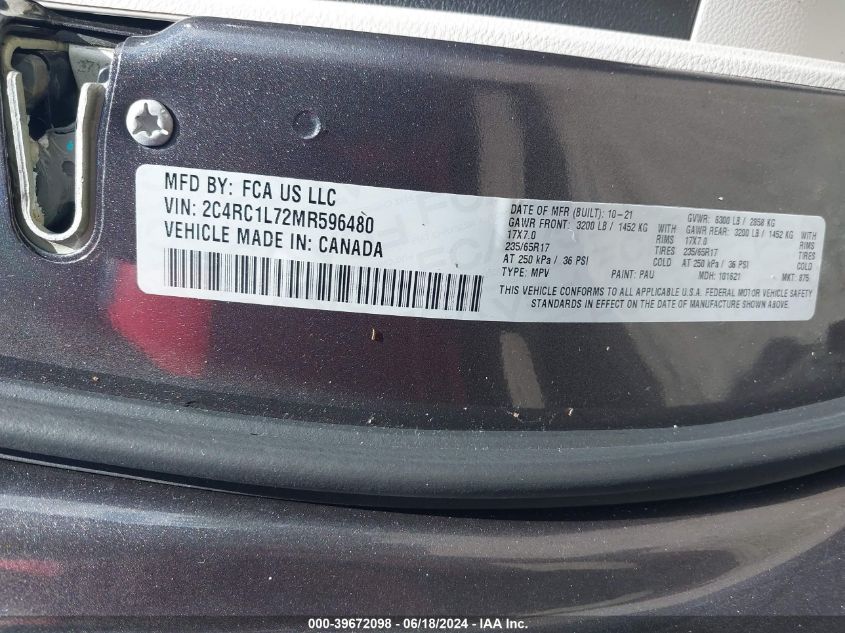 MFD BY: FCA US LLC
VIN: 2C4RC1L72MR596480
VEHICLE MADE IN: CANADA
DATE OF MFR (BUILT): 10-21 GVWR: 6300 LB / 2858 KG
GAWR FRONT: 3200 LB / 1452 KG WITH GAWR REAR: 3200 LB / 1452 KG WITH
17X7.0 RIMS 17X7.0 RIMS
235/65R17 TIRES 235/65R17 TIRES
AT 250 kPa / 36 PSI COLD AT 250 kPa / 36 PSI COLD
TYPE: MPV PAINT: PAU MDH: 101621 MKT: 875
THIS VEHICLE CONFORMS TO ALL APPLICABLE U.S.A. FEDERAL MOTOR VEHICLE SAFETY
STANDARDS IN EFFECT ON THE DATE OF MANUFACTURE SHOWN ABOVE.
000-39672098 - 06/18/2024 - IAA Inc.